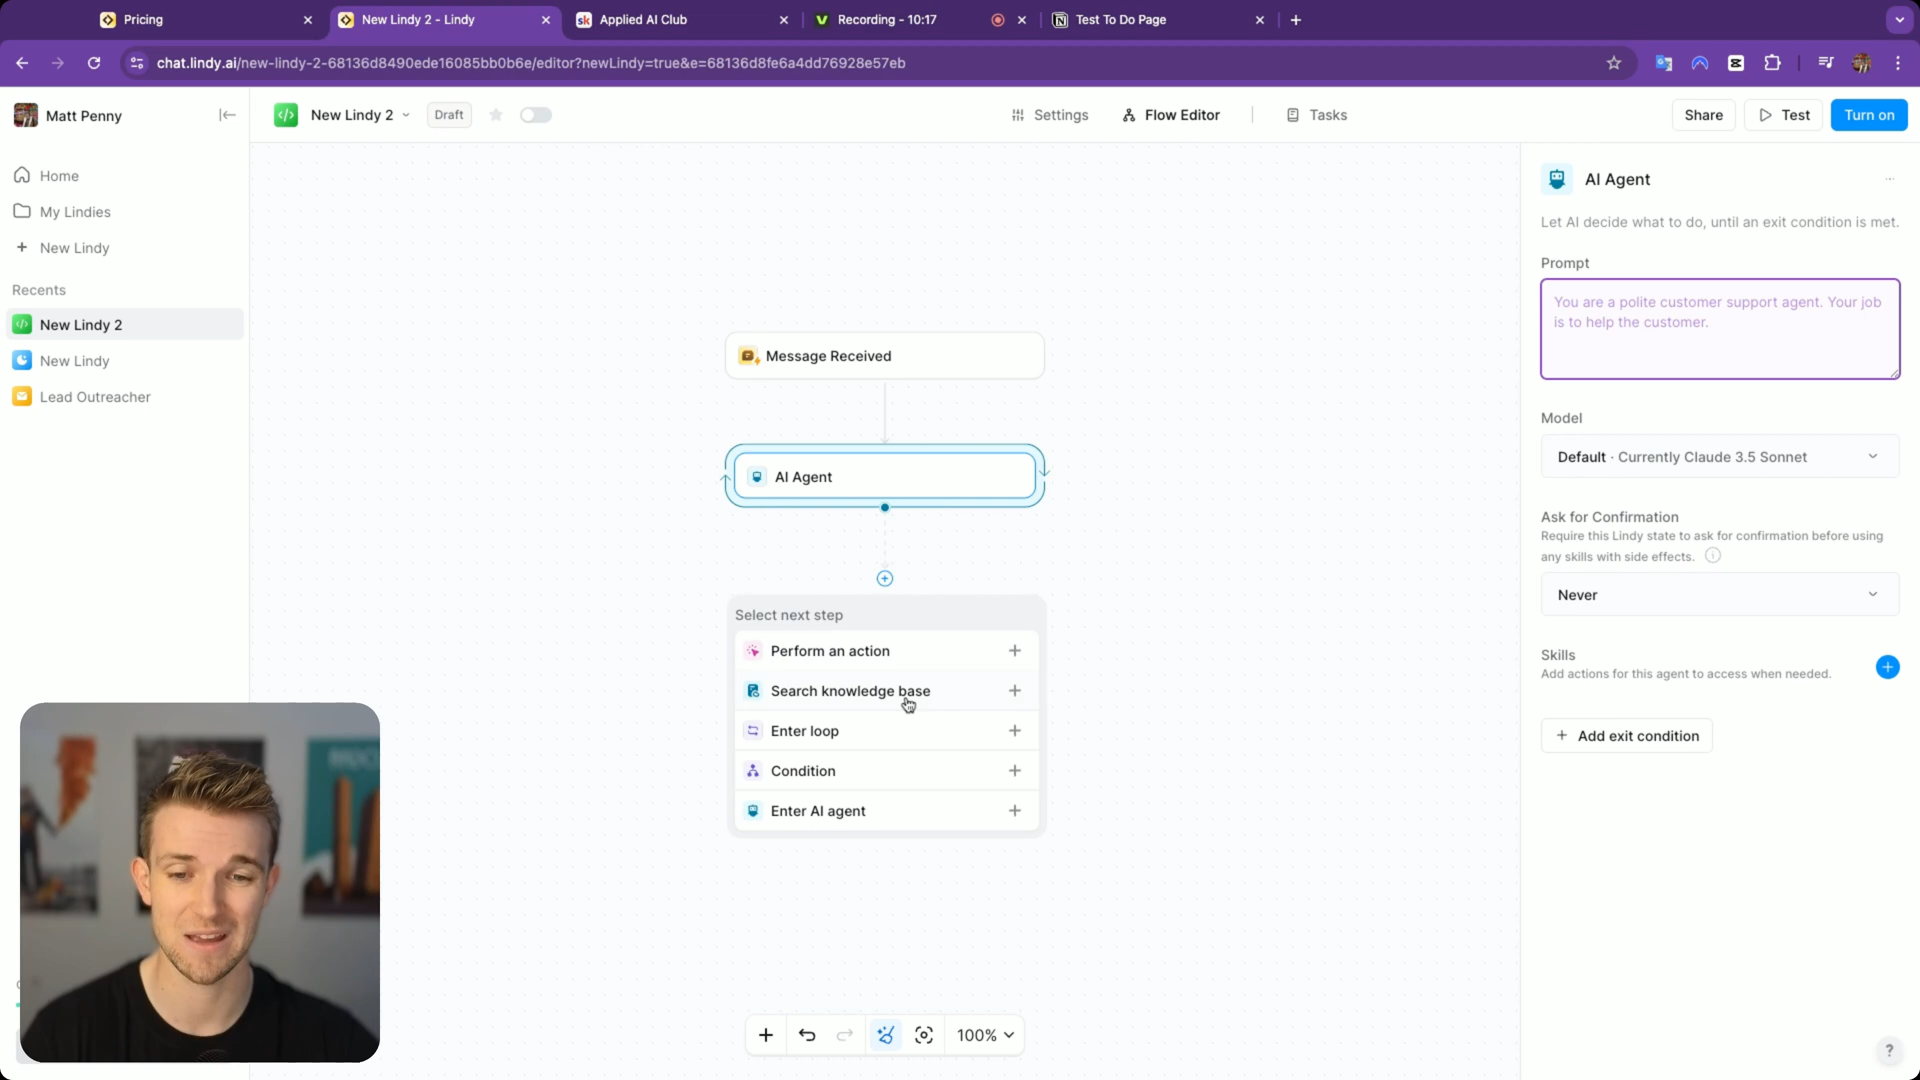 Pricing
New Lindy 2 - Lindy
Applied AI Club
Recording - 10:17
Test To Do Page
chat.lindy.ai/new-lindy-2-68136d8490ede16085bb0b6e/editor?newLindy=true&e=68136d8fe6a4dd76928e57eb
Matt Penny
New Lindy 2
Draft
Settings
Flow Editor
Tasks
Share
Test
Turn on
Home
My Lindies
New Lindy
Recents
New Lindy 2
New Lindy
Lead Outreacher
Message Received
AI Agent
Select next step
Perform an action
Search knowledge base
Enter loop
Condition
Enter AI agent
100%
AI Agent
Let AI decide what to do, until an exit condition is met.
Prompt
You are a polite customer support agent. Your job
is to help the customer.
Model
Default · Currently Claude 3.5 Sonnet
Ask for Confirmation
Require this Lindy state to ask for confirmation before using
any skills with side effects.
Never
Skills
Add actions for this agent to access when needed.
Add exit condition